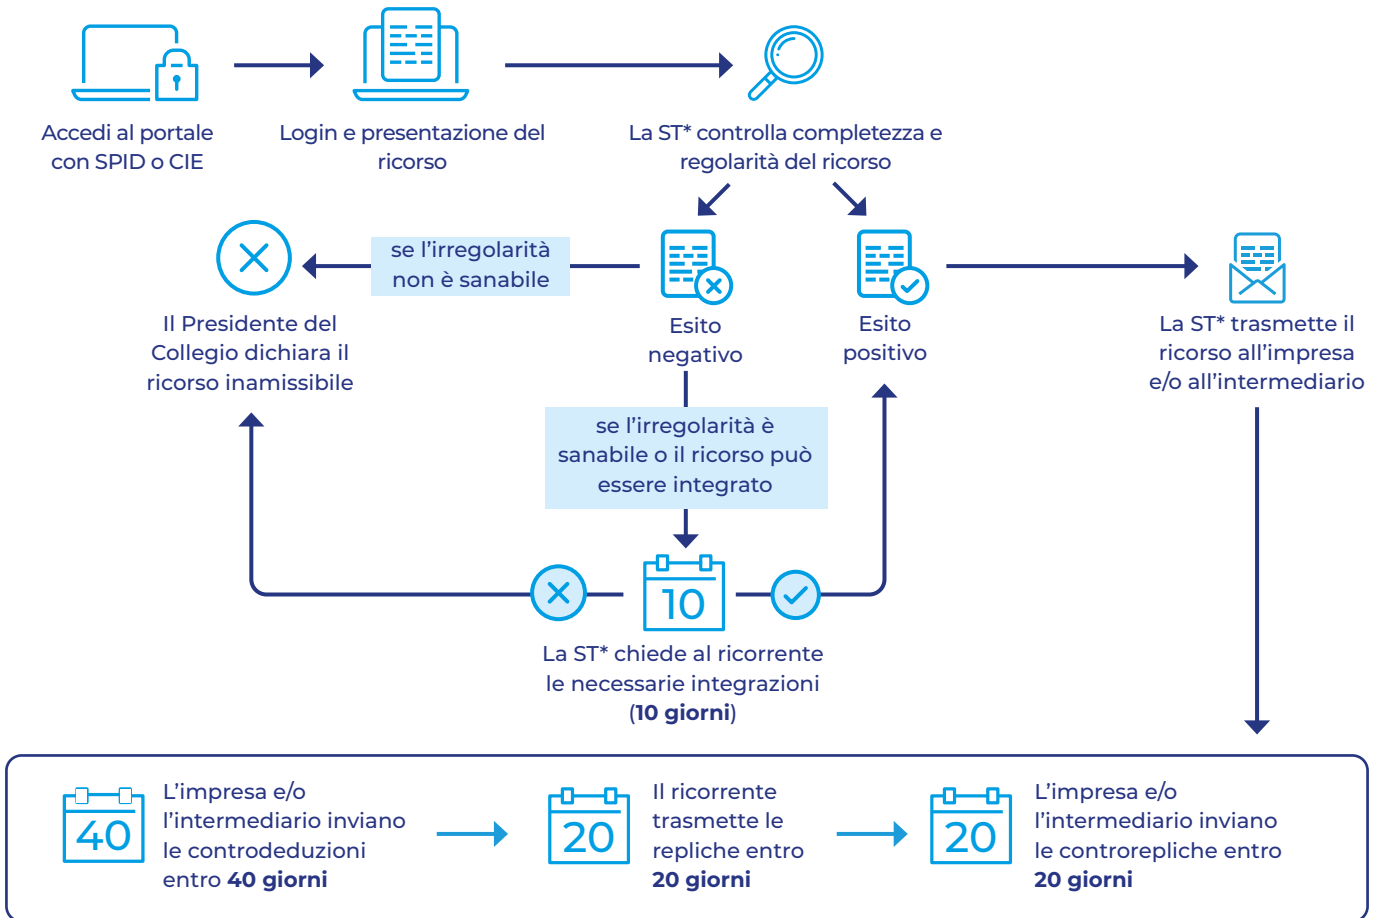 Accedi al portale
con SPID o CIE
Login e presentazione del
ricorso
La ST* controlla completezza e
regolarità del ricorso
se l'irregolarità
non è sanabile
Il Presidente del
Collegio dichiara il
ricorso inamissibile
Esito
negativo
Esito
positivo
La ST* trasmette il
ricorso all'impresa
e/o all'intermediario
se l'irregolarità è
sanabile o il ricorso può
essere integrato
10
La ST* chiede al ricorrente
le necessarie integrazioni
(10 giorni)
40
L'impresa e/o
l'intermediario inviano
le controdeduzioni
entro 40 giorni
20
Il ricorrente
trasmette le
repliche entro
20 giorni
20
L'impresa e/o
l'intermediario inviano
le controrepliche entro
20 giorni